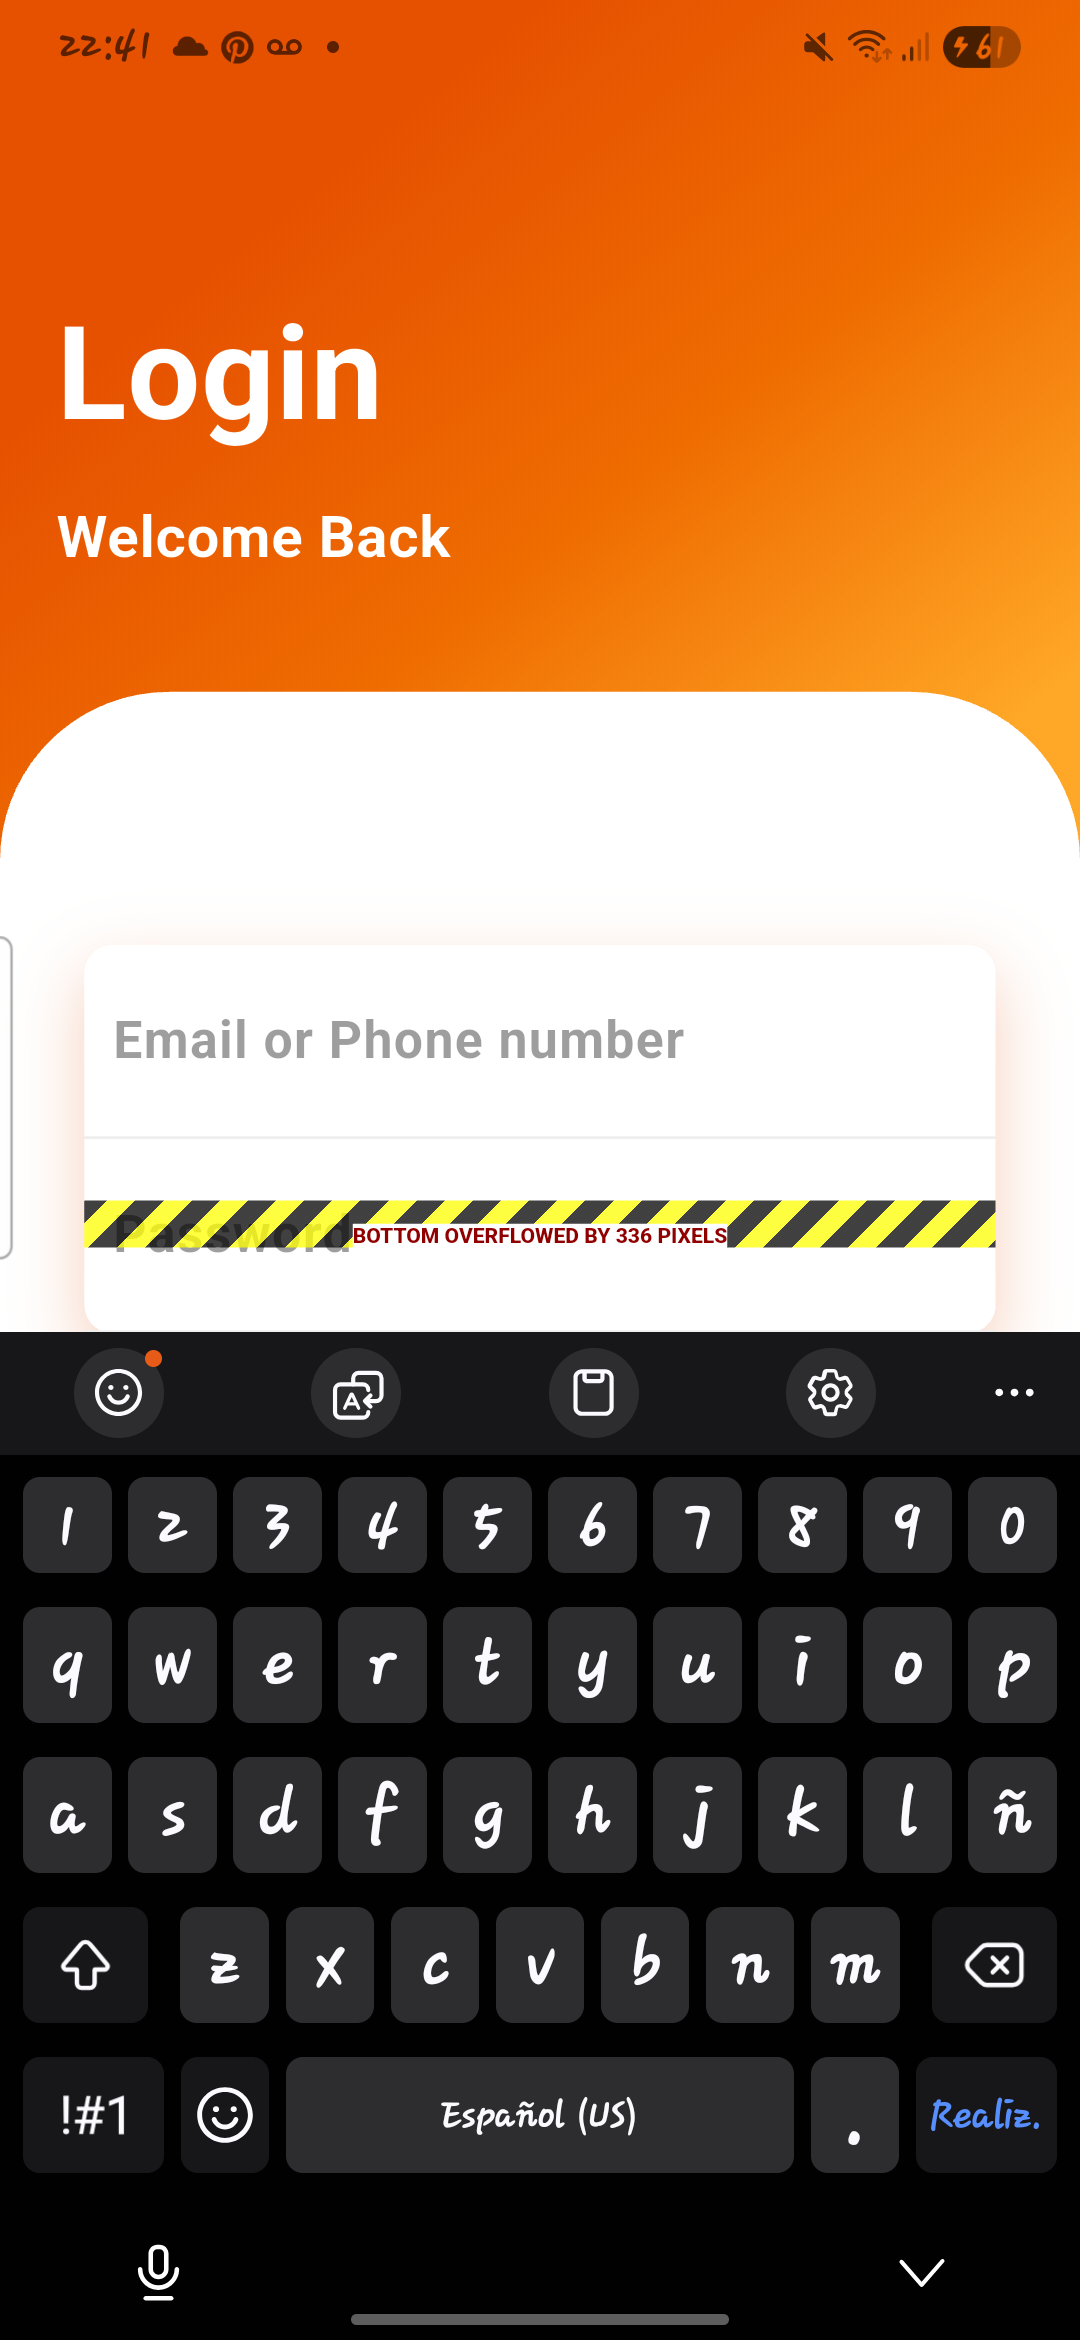 22:41 61
Login
Welcome Back
Email or Phone number
Password
BOTTOM OVERFLOWED BY 336 PIXELS
A
1 2 3 4 5 6 7 8 9 0
q w e r t y u i o p
a s d f g h j k l ñ
z x c v b n m
!#1 Español (US) . Realiz.